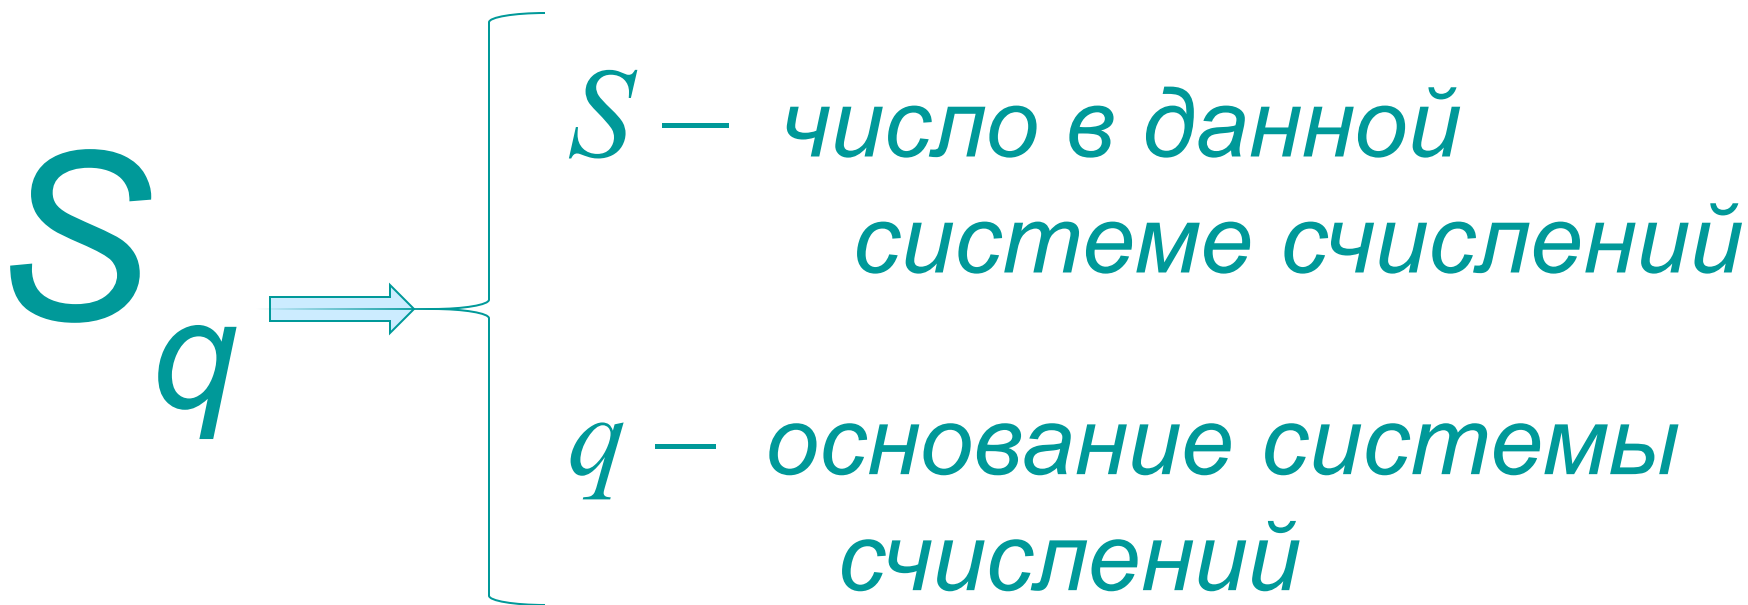 S
q
S – число в данной
системе счислений
q – основание системы
счислений